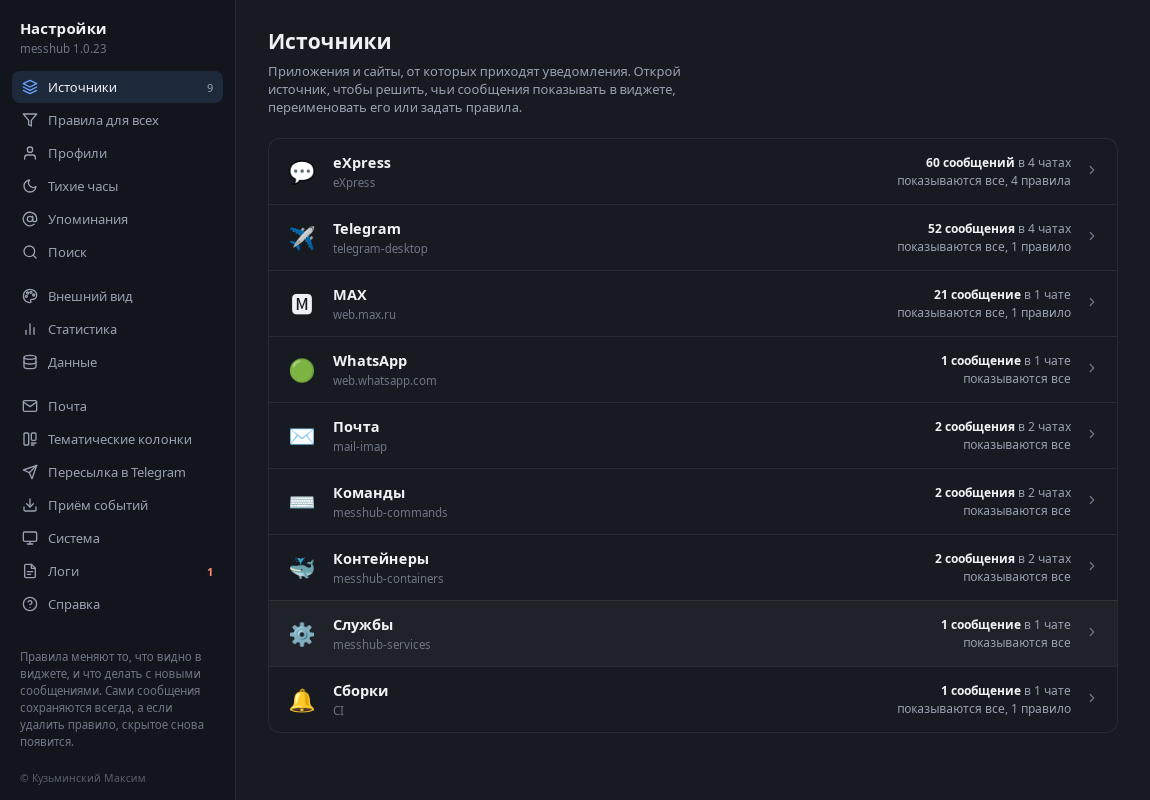 Настройки
messhub 1.0.23
Источники 9
Правила для всех
Профили
Тихие часы
Упоминания
Поиск
Внешний вид
Статистика
Данные
Почта
Тематические колонки
Пересылка в Telegram
Приём событий
Система
Логи 1
Справка
Правила меняют то, что видно в
виджете, и что делать с новыми
сообщениями. Сами сообщения
сохраняются всегда, а если
удалить правило, скрытое снова
появится.
© Кузьминский Максим
Источники
Приложения и сайты, от которых приходят уведомления. Открой
источник, чтобы решить, чьи сообщения показывать в виджете,
переименовать его или задать правила.
eXpress
eXpress
60 сообщений в 4 чатах
показываются все, 4 правила
Telegram
telegram-desktop
52 сообщения в 4 чатах
показываются все, 1 правило
M
MAX
web.max.ru
21 сообщение в 1 чате
показываются все, 1 правило
WhatsApp
web.whatsapp.com
1 сообщение в 1 чате
показываются все
Почта
mail-imap
2 сообщения в 2 чатах
показываются все
Команды
messhub-commands
2 сообщения в 2 чатах
показываются все
Контейнеры
messhub-containers
2 сообщения в 2 чатах
показываются все
Службы
messhub-services
1 сообщение в 1 чате
показываются все
Сборки
CI
1 сообщение в 1 чате
показываются все, 1 правило